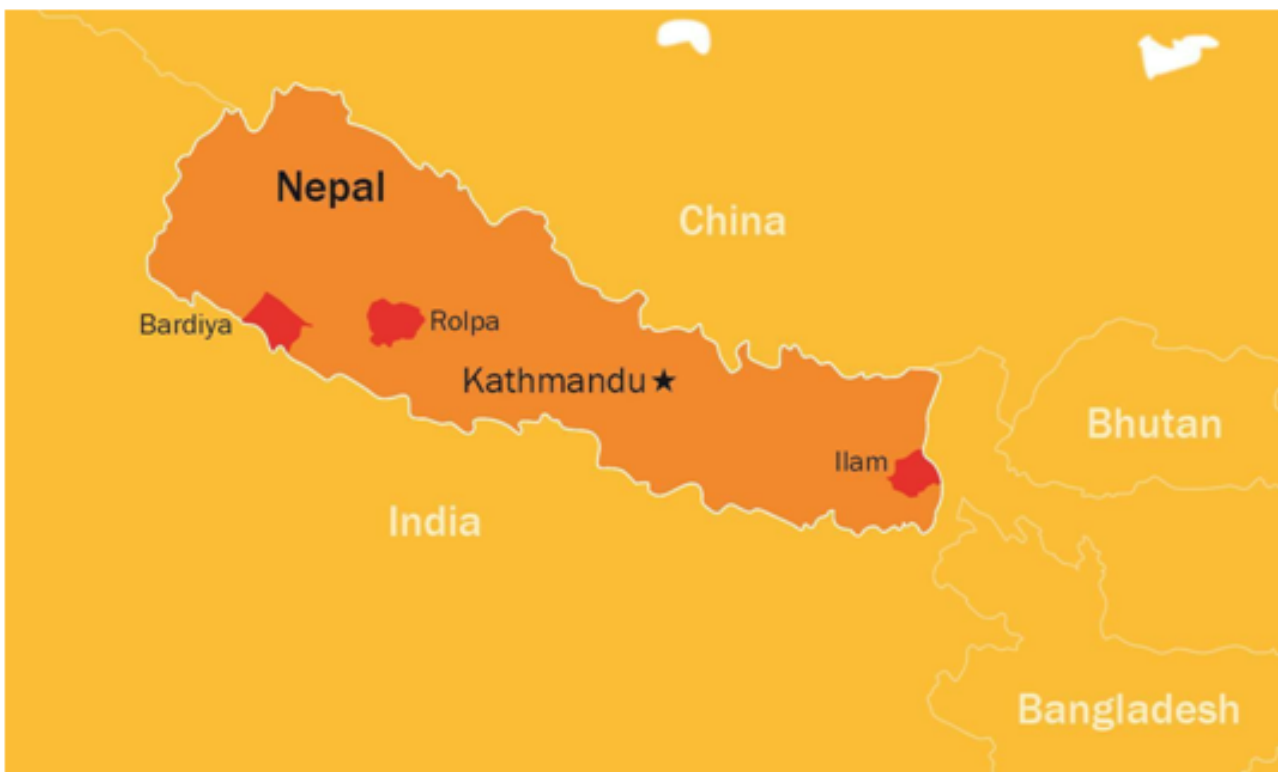 Nepal
China
Bardiya
Rolpa
Kathmandu
Bhutan
Ilam
India
Bangladesh